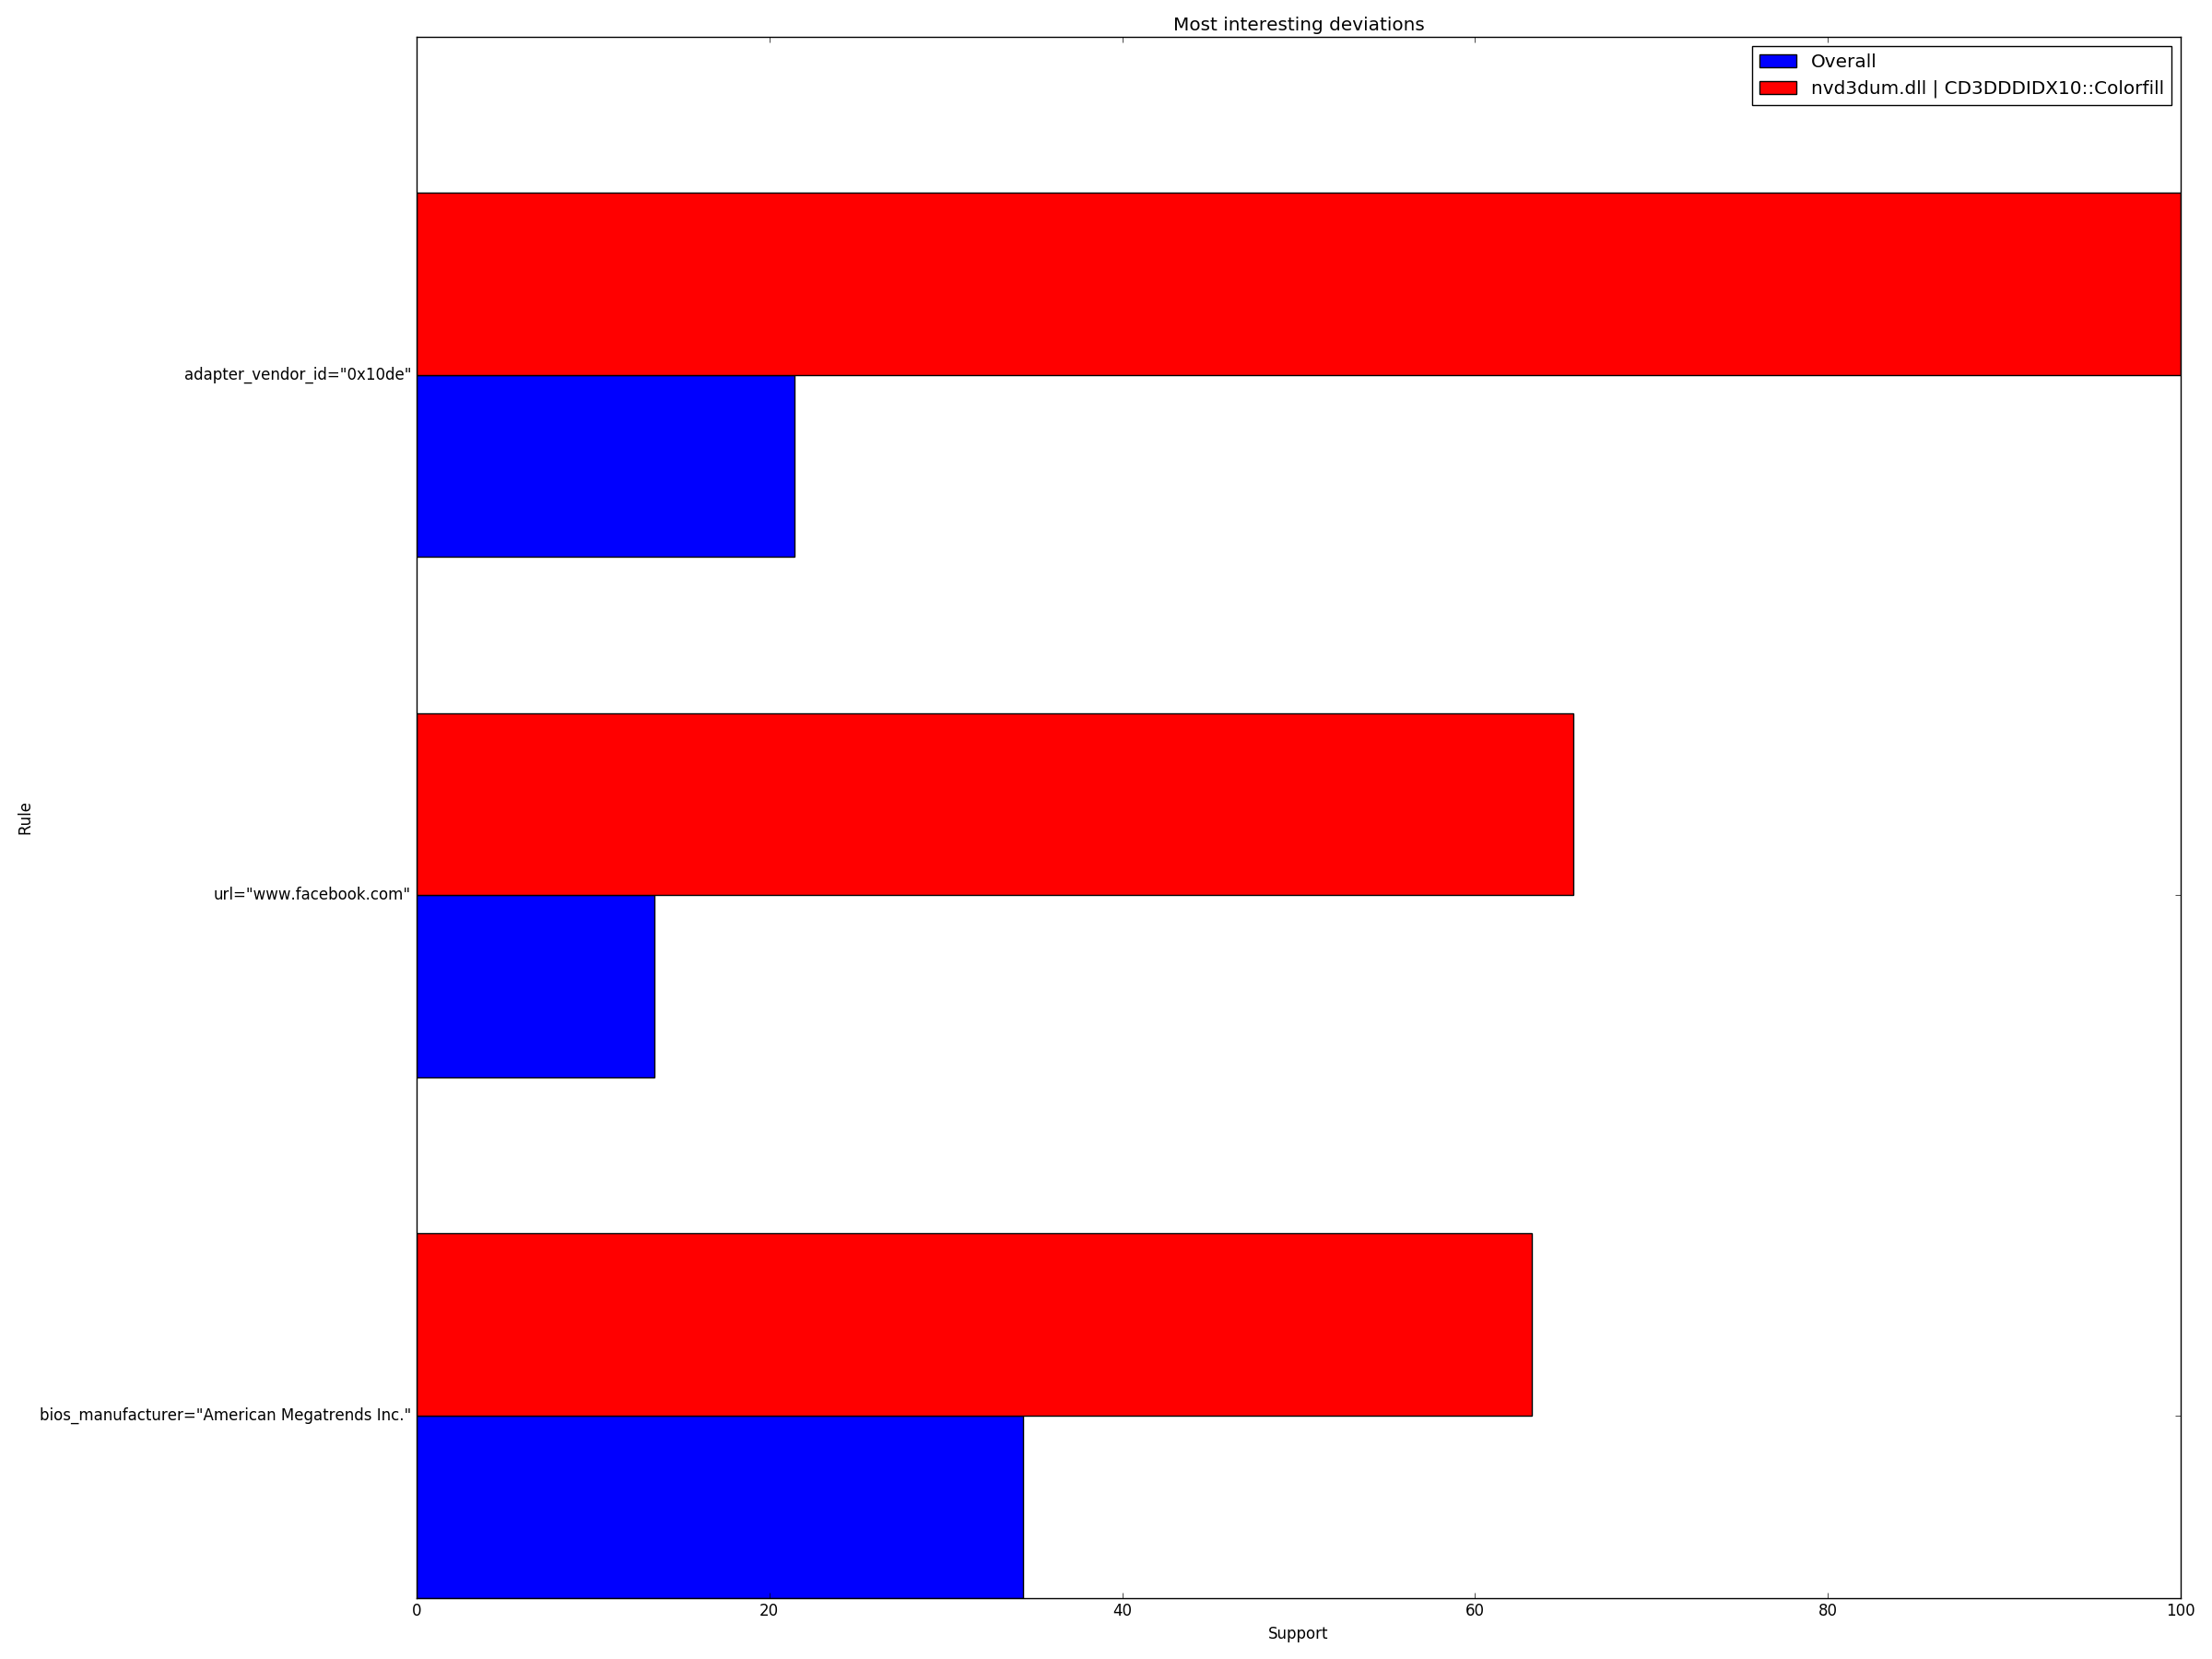 Most interesting deviations
Overall
nvd3dum.dll | CD3DDDIDX10::Colorfill
adapter_vendor_id="0x10de"
url="www.facebook.com"
Rule
bios_manufacturer="American Megatrends Inc."
0 20 40 60 80 100
Support